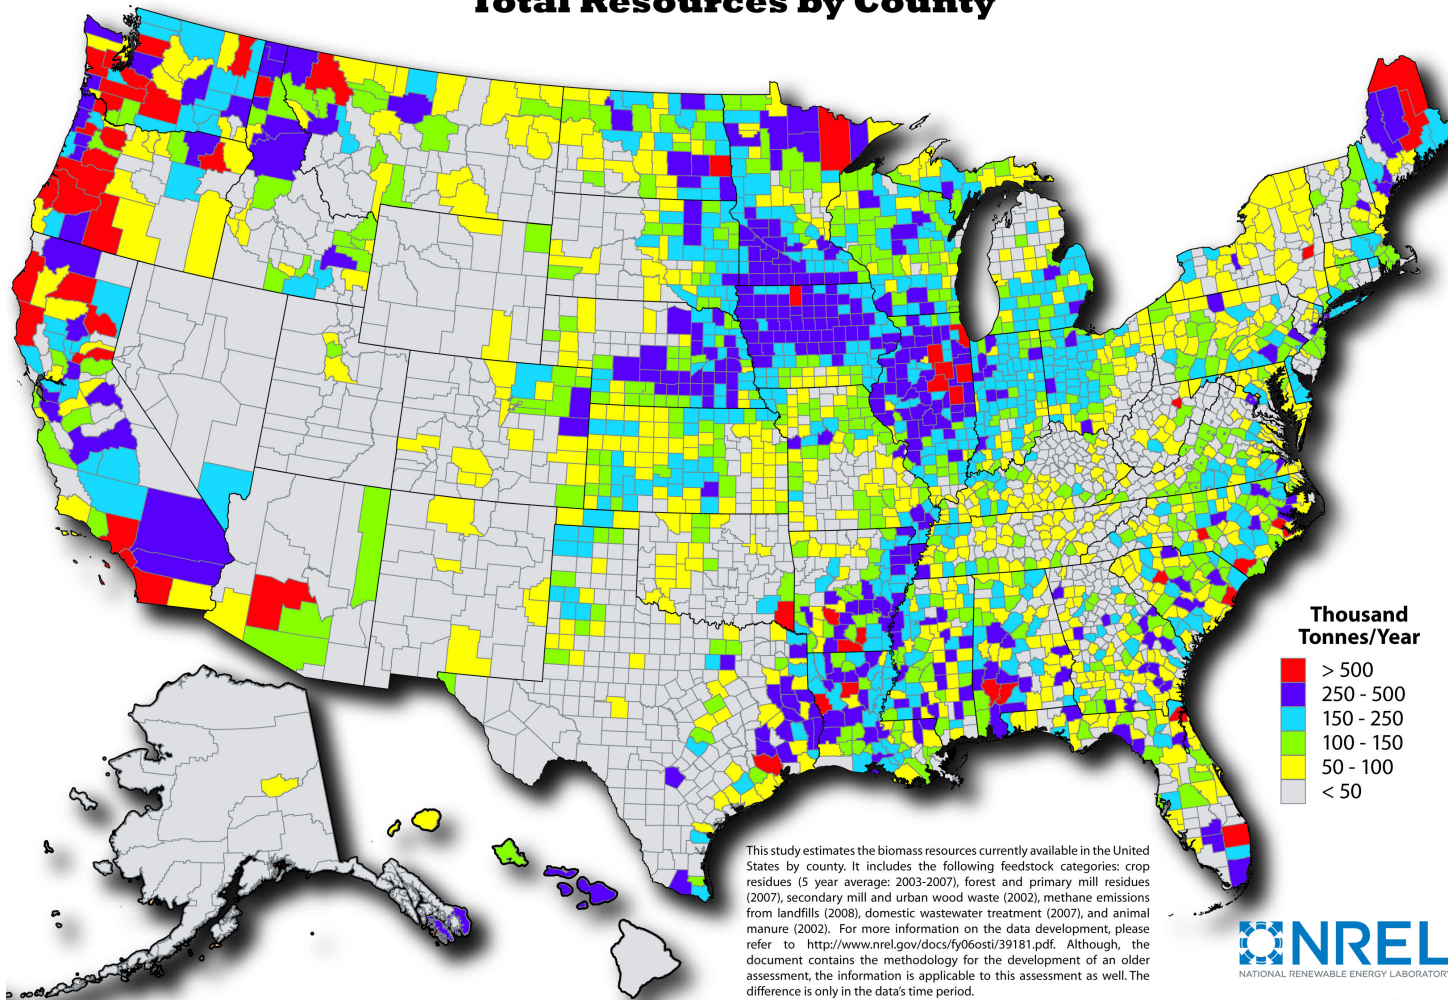 Total Resources by County
Thousand
Tonnes/Year
> 500
250 - 500
150 - 250
100 - 150
50 - 100
< 50
This study estimates the biomass resources currently available in the United
States by county. It includes the following feedstock categories: crop
residues (5 year average: 2003-2007), forest and primary mill residues
(2007), secondary mill and urban wood waste (2002), methane emissions
from landfills (2008), domestic wastewater treatment (2007), and animal
manure (2002). For more information on the data development, please
refer to http://www.nrel.gov/docs/fy06osti/39181.pdf. Although, the
document contains the methodology for the development of an older
assessment, the information is applicable to this assessment as well. The
difference is only in the data's time period.
NREL
NATIONAL RENEWABLE ENERGY LABORATORY